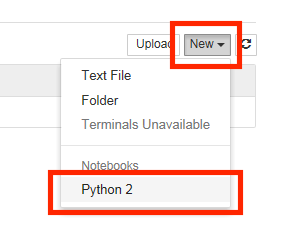 Upload New
Text File
Folder
Terminals Unavailable
Notebooks
Python 2